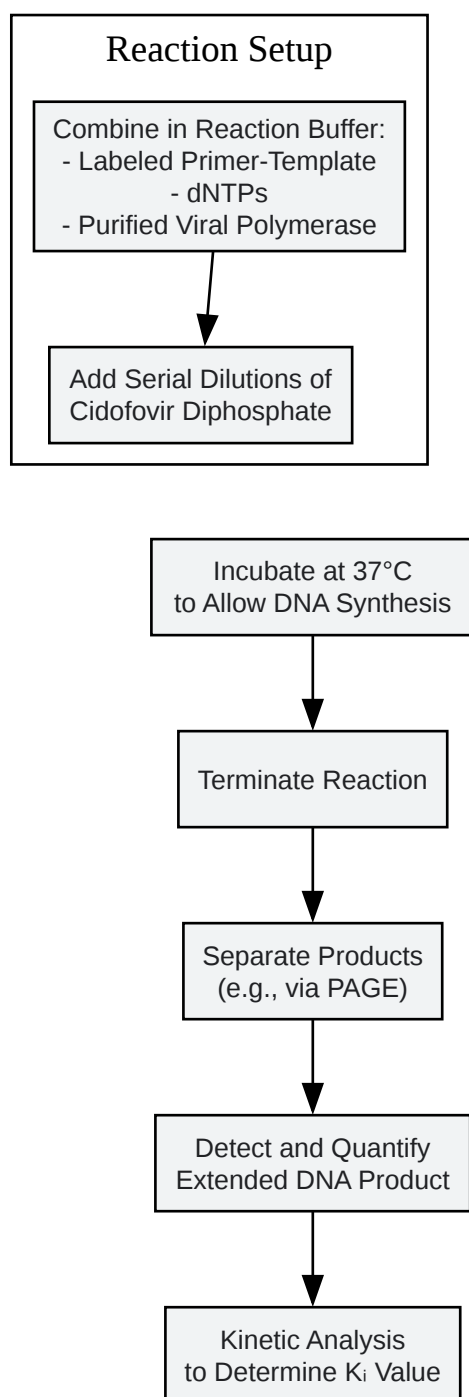 Reaction Setup
Combine in Reaction Buffer:
- Labeled Primer-Template
- dNTPs
- Purified Viral Polymerase
Add Serial Dilutions of
Cidofovir Diphosphate
Incubate at 37°C
to Allow DNA Synthesis
Terminate Reaction
Separate Products
(e.g., via PAGE)
Detect and Quantify
Extended DNA Product
Kinetic Analysis
to Determine Kᵢ Value